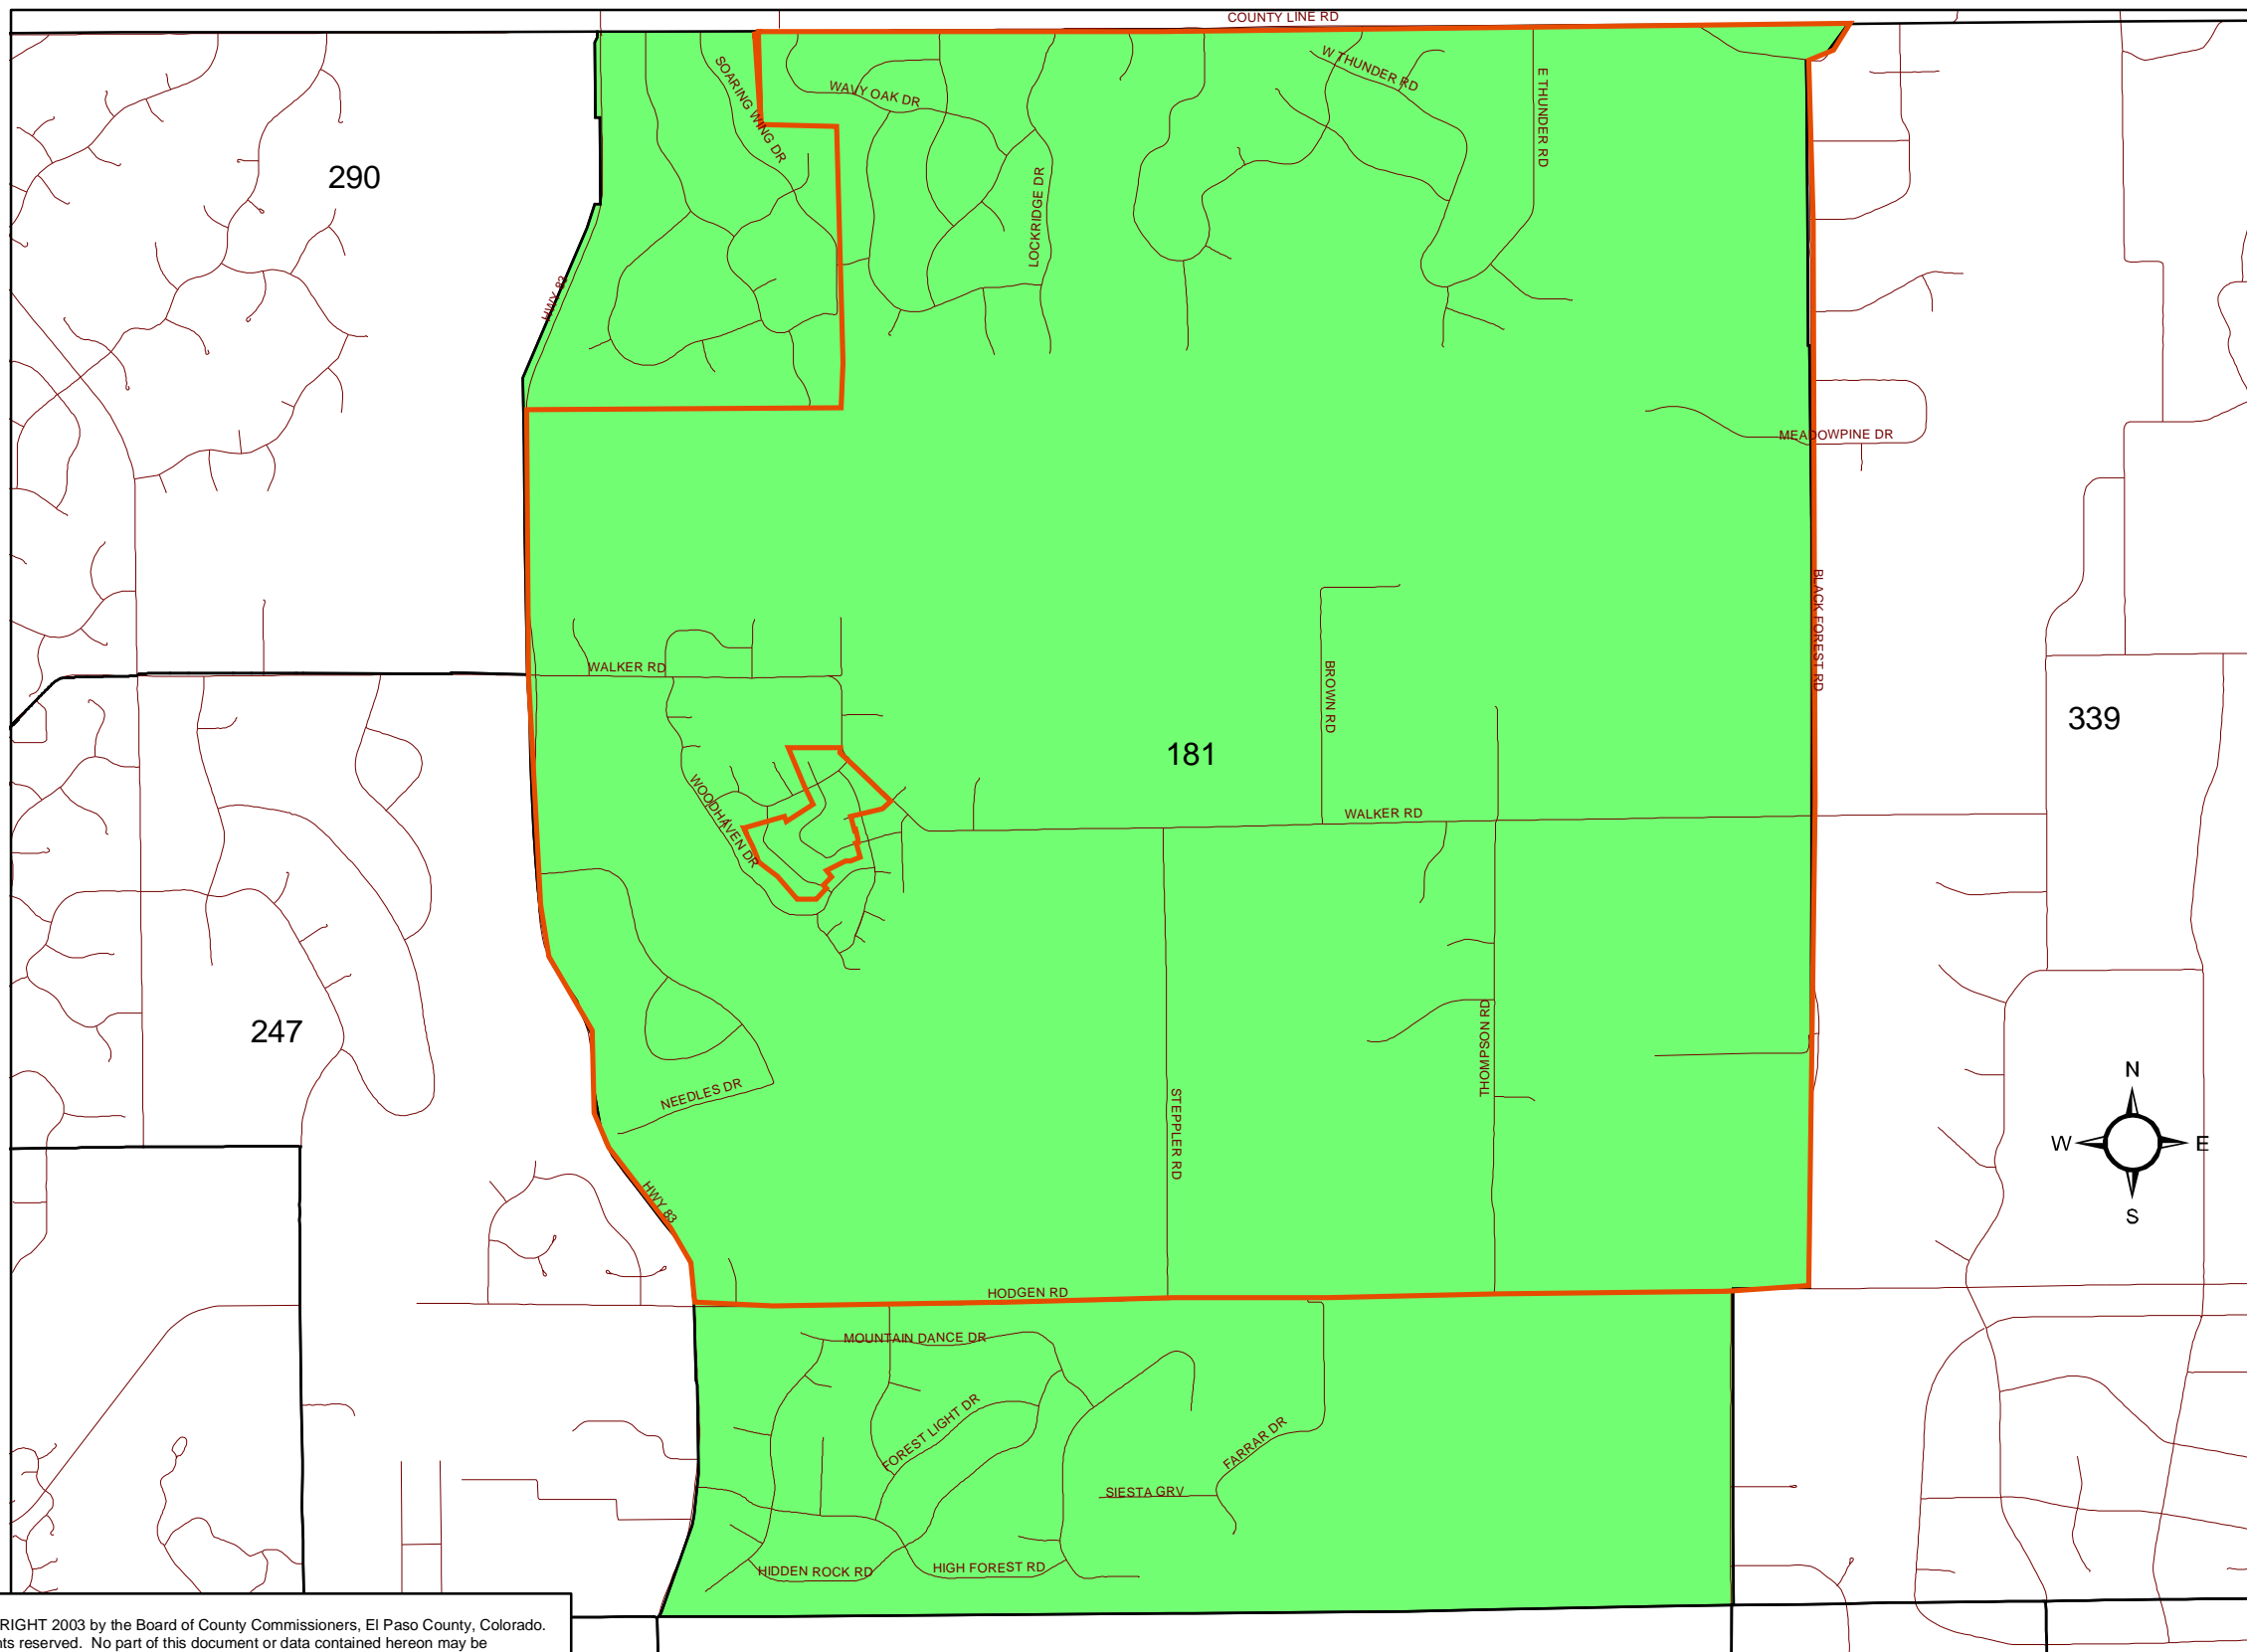 COUNTY LINE RD
SOARING WING DR
WAVY OAK DR
W THUNDER RD
E THUNDER RD
LOCKRIDGE DR
290
HWY 83
MEADOWPINE DR
BLACK FOREST RD
WALKER RD
BROWN RD
339
181
WOODHAVEN DR
WALKER RD
247
THOMPSON RD
NEEDLES DR
STEPPLER RD
N
W
E
S
HWY 83
HODGEN RD
MOUNTAIN DANCE DR
FOREST LIGHT DR
FARRAR DR
SIESTA GRV
HIDDEN ROCK RD
HIGH FOREST RD
RIGHT 2003 by the Board of County Commissioners, El Paso County, Colorado.
ts reserved. No part of this document or data contained hereon may be